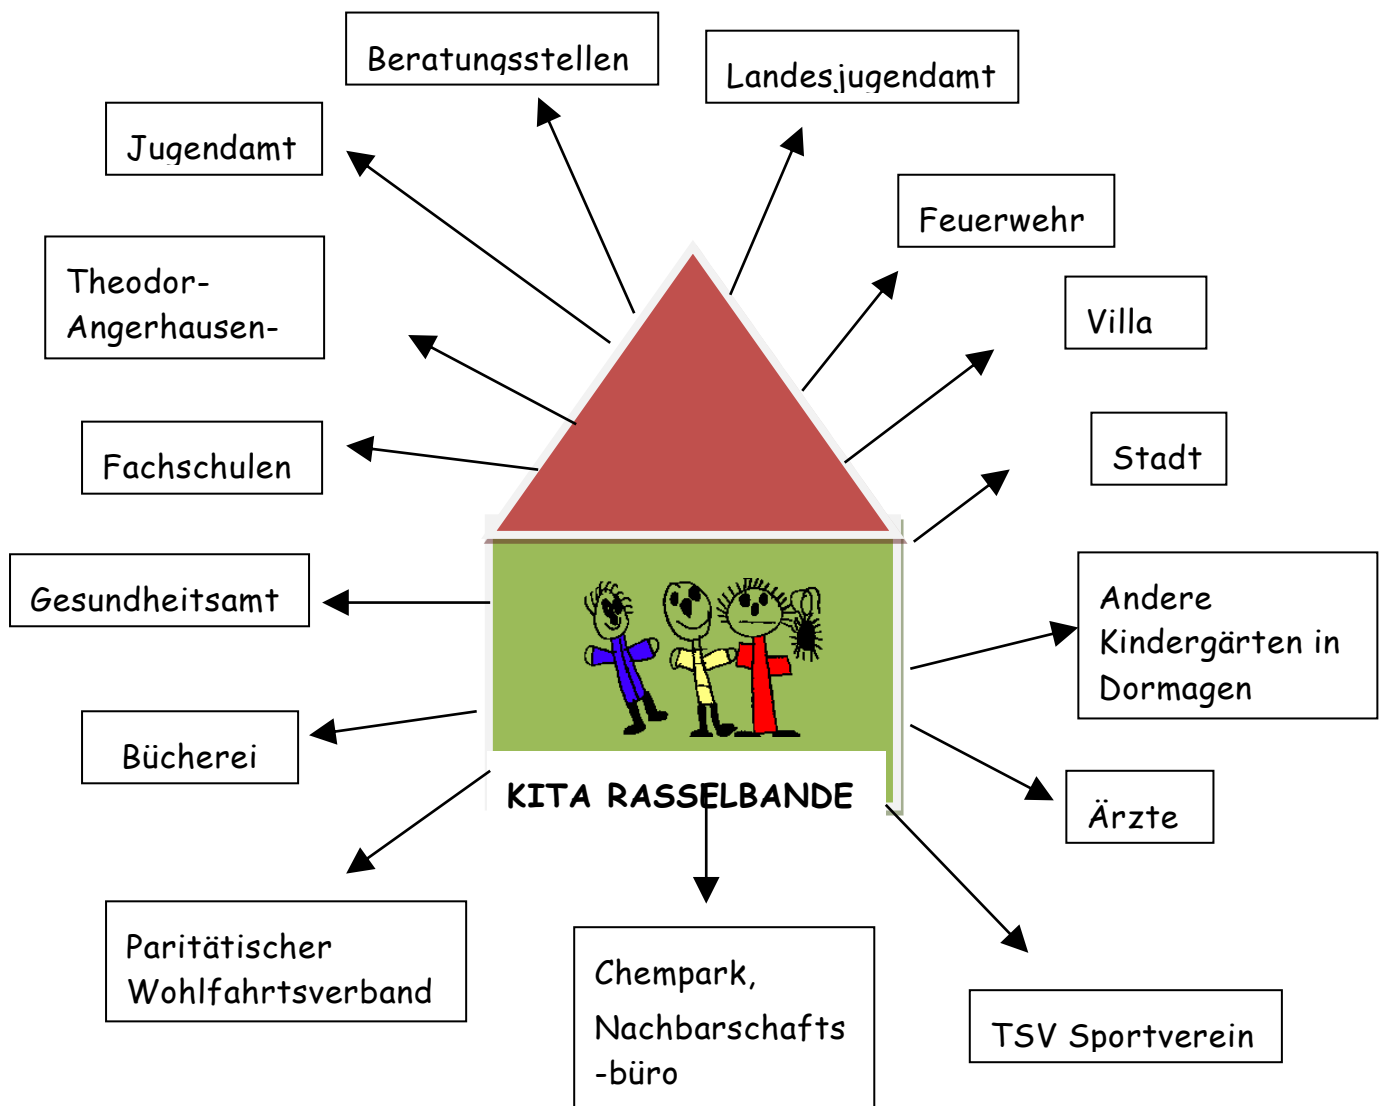 Beratungsstellen
Landesjugendamt
Jugendamt
Feuerwehr
Theodor-
Angerhausen-
Villa
Fachschulen
Stadt
Gesundheitsamt
Andere
Kindergärten in
Dormagen
Bücherei
KITA RASSELBANDE
Ärzte
Paritätischer
Wohlfahrtsverband
Chempark,
Nachbarschafts
-büro
TSV Sportverein